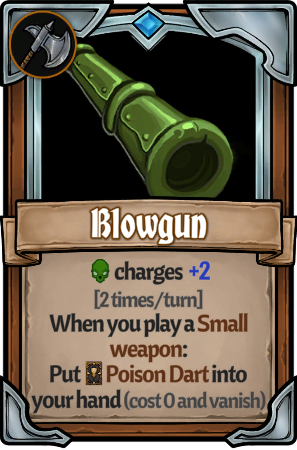 Blowgun
charges +2
[2 times/turn]
When you play a Small
weapon:
Put Poison Dart into
your hand (cost 0 and vanish)